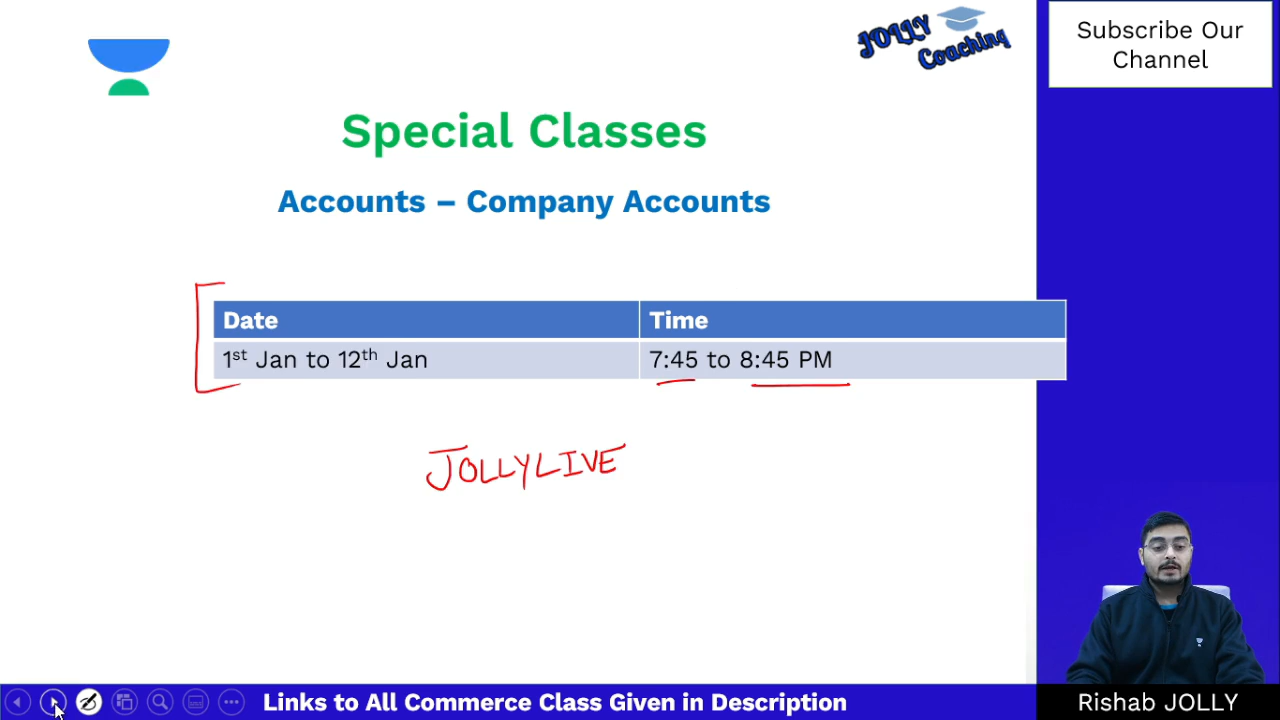 JOLLY
Coaching
Subscribe Our
Channel
Special Classes
Accounts – Company Accounts
Date Time
1st Jan to 12th Jan 7:45 to 8:45 PM
JOLLYLIVE
Links to All Commerce Class Given in Description
Rishab JOLLY